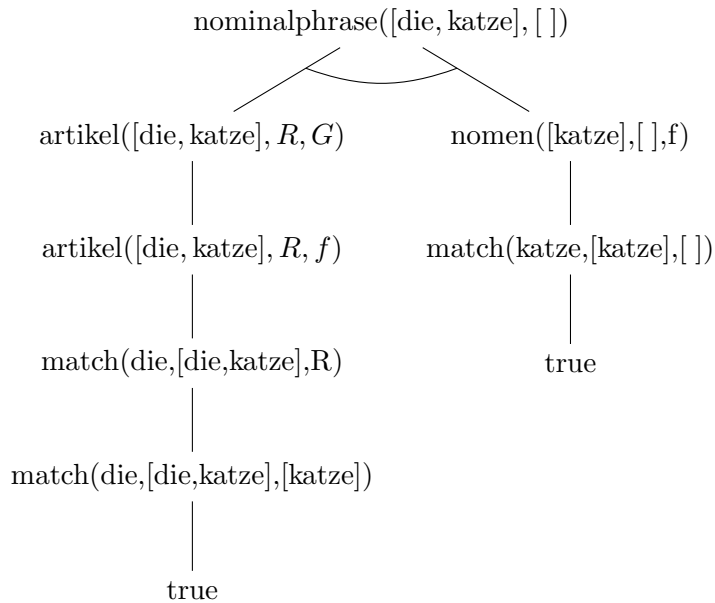 nominalphrase([die, katze], [ ])
artikel([die, katze], R, G)
nomen([katze],[ ],f)
artikel([die, katze], R, f)
match(katze,[katze],[ ])
match(die,[die,katze],R)
true
match(die,[die,katze],[katze])
true